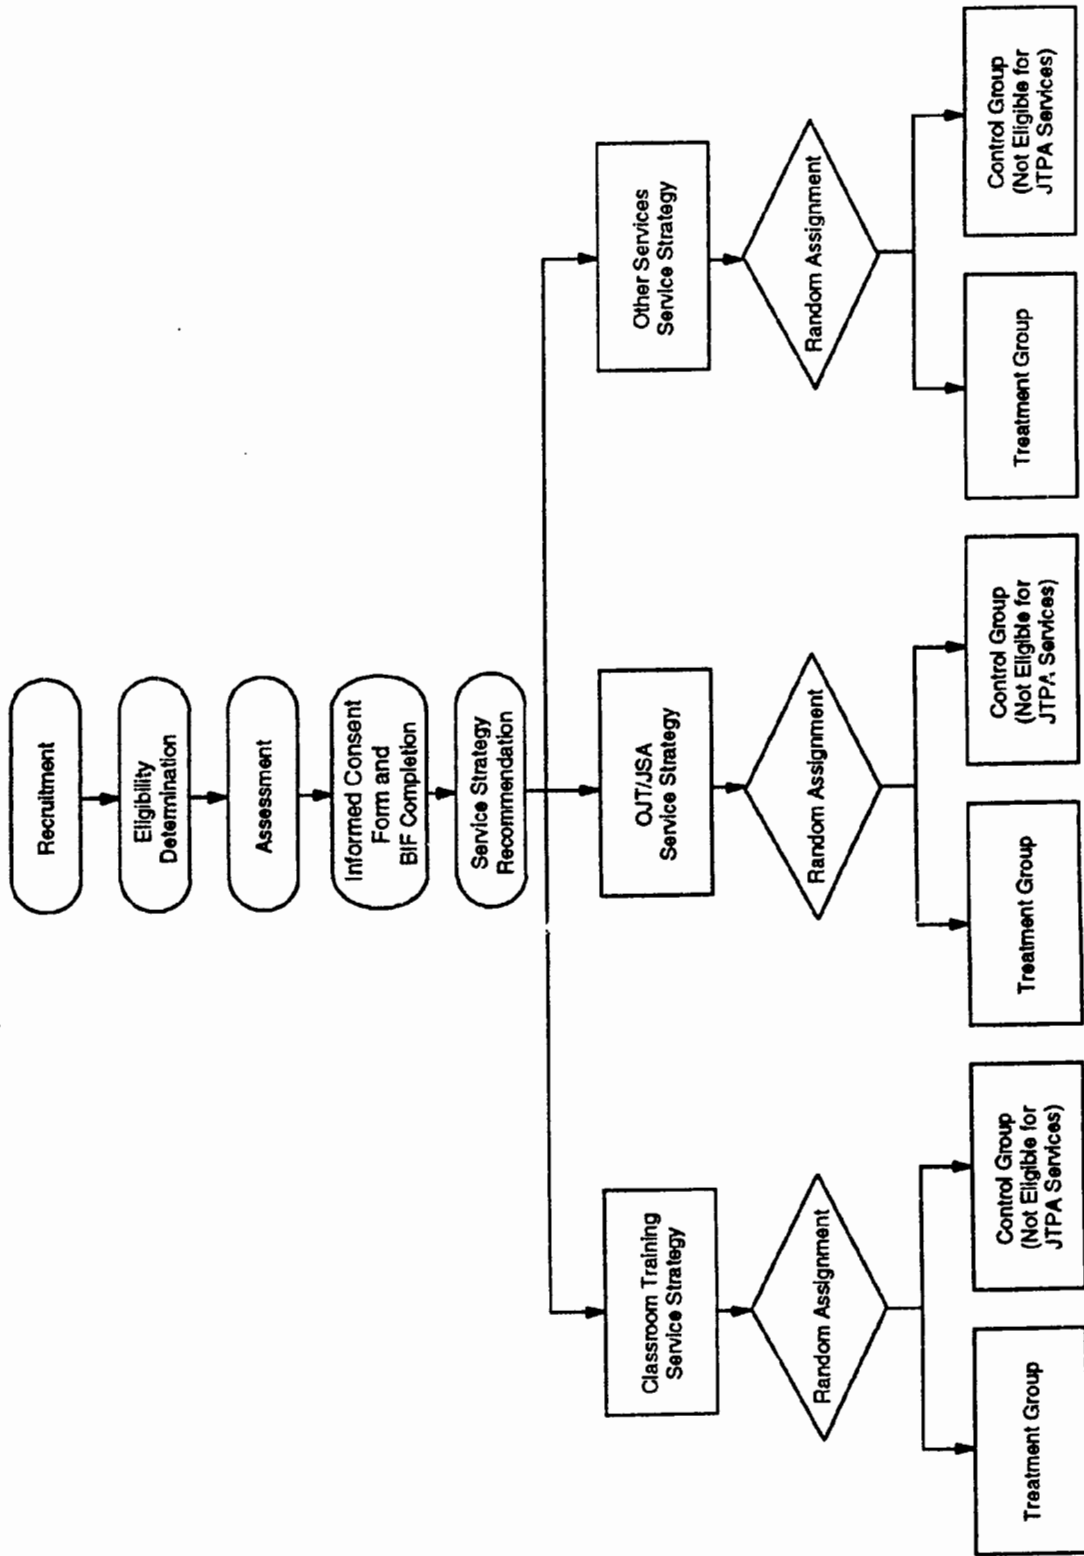 Recruitment
Eligibility
Determination
Assessment
Informed Consent
Form and
BIF Completion
Service Strategy
Recommendation
Classroom Training
Service Strategy
OJT/JSA
Service Strategy
Other Services
Service Strategy
Random Assignment
Random Assignment
Random Assignment
Treatment Group
Control Group
(Not Eligible for
JTPA Services)
Treatment Group
Control Group
(Not Eligible for
JTPA Services)
Treatment Group
Control Group
(Not Eligible for
JTPA Services)